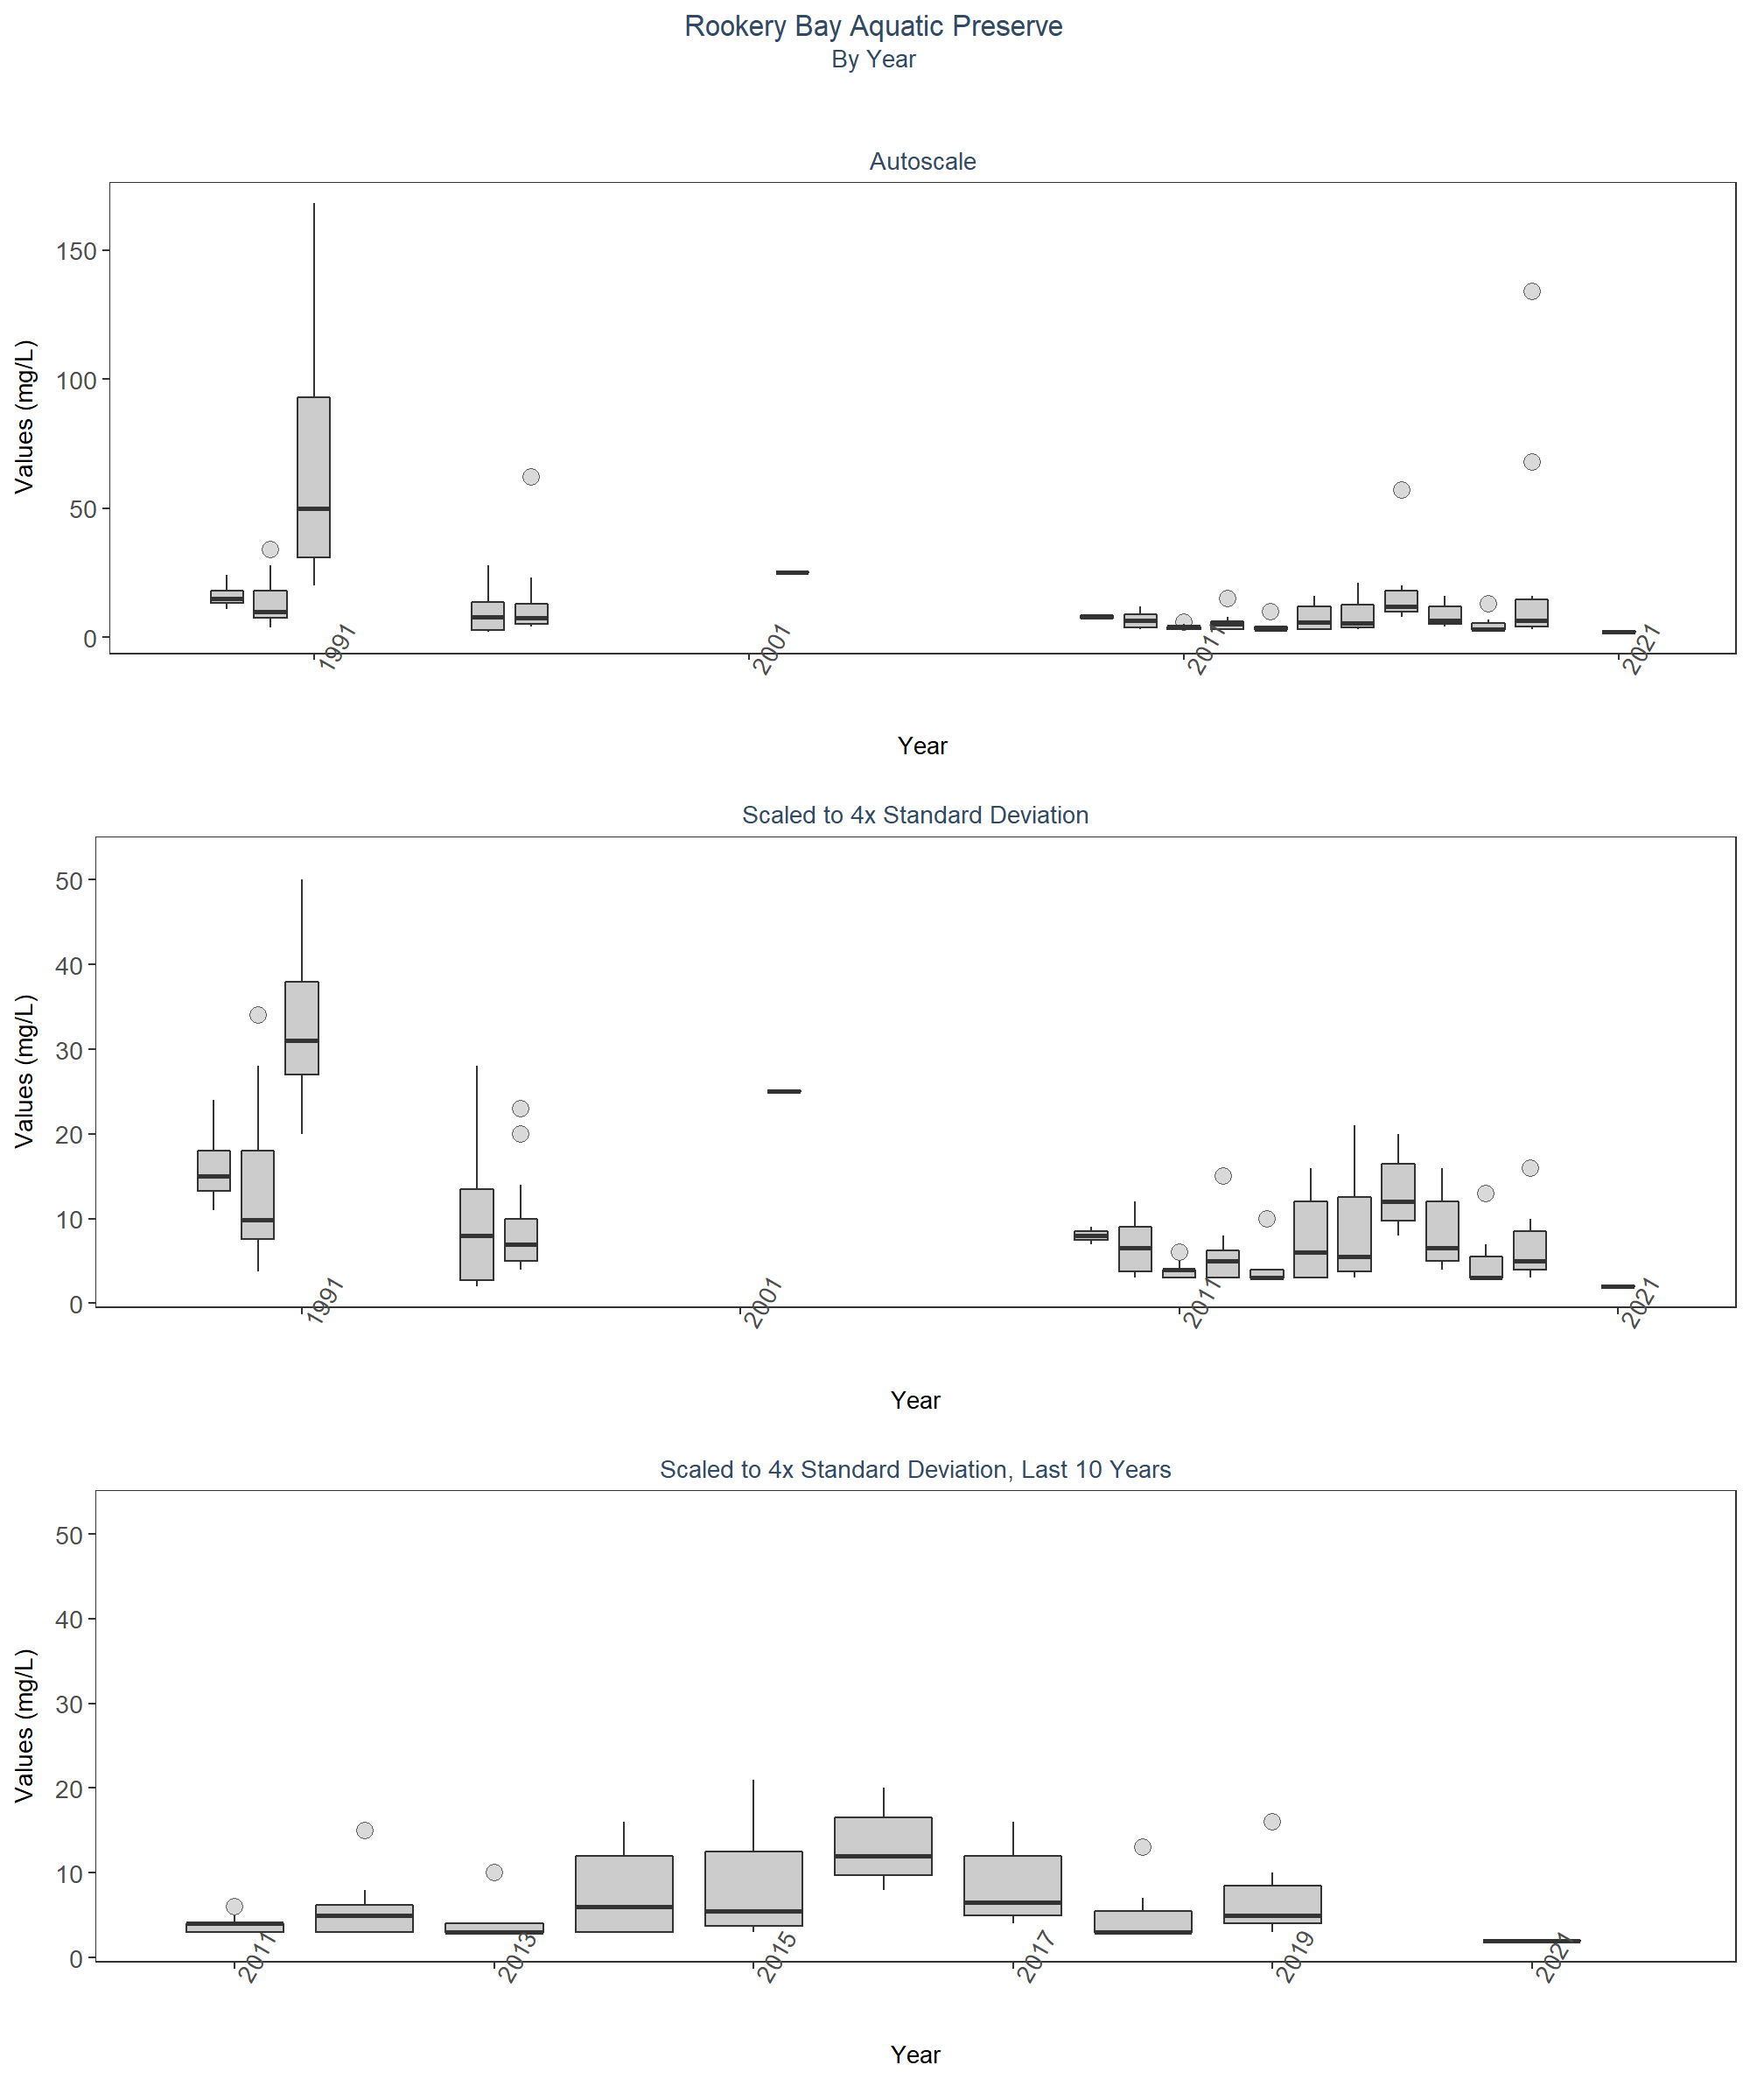 Rookery Bay Aquatic Preserve
By Year
Autoscale
Values (mg/L)
150
100
50
0
1991
2001
2011
2021
Year
Scaled to 4x Standard Deviation
Values (mg/L)
50
40
30
20
10
0
1991
2001
2011
2021
Year
Scaled to 4x Standard Deviation, Last 10 Years
Values (mg/L)
50
40
30
20
10
0
2011
2013
2015
2017
2019
2021
Year